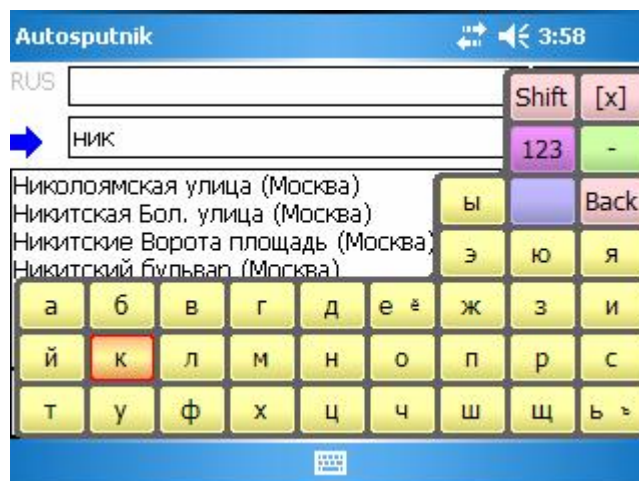 Autosputnik 3:58
RUS
Shift [x]
ник
123 -
Николоямская улица (Москва)
Никитская Бол. улица (Москва)
Никитские Ворота площадь (Москва)
Никитский бульвар (Москва)
ы Back
э ю я
а б в г д е ё ж з и
й к л м н о п р с
т у ф х ц ч ш щ ь ъ